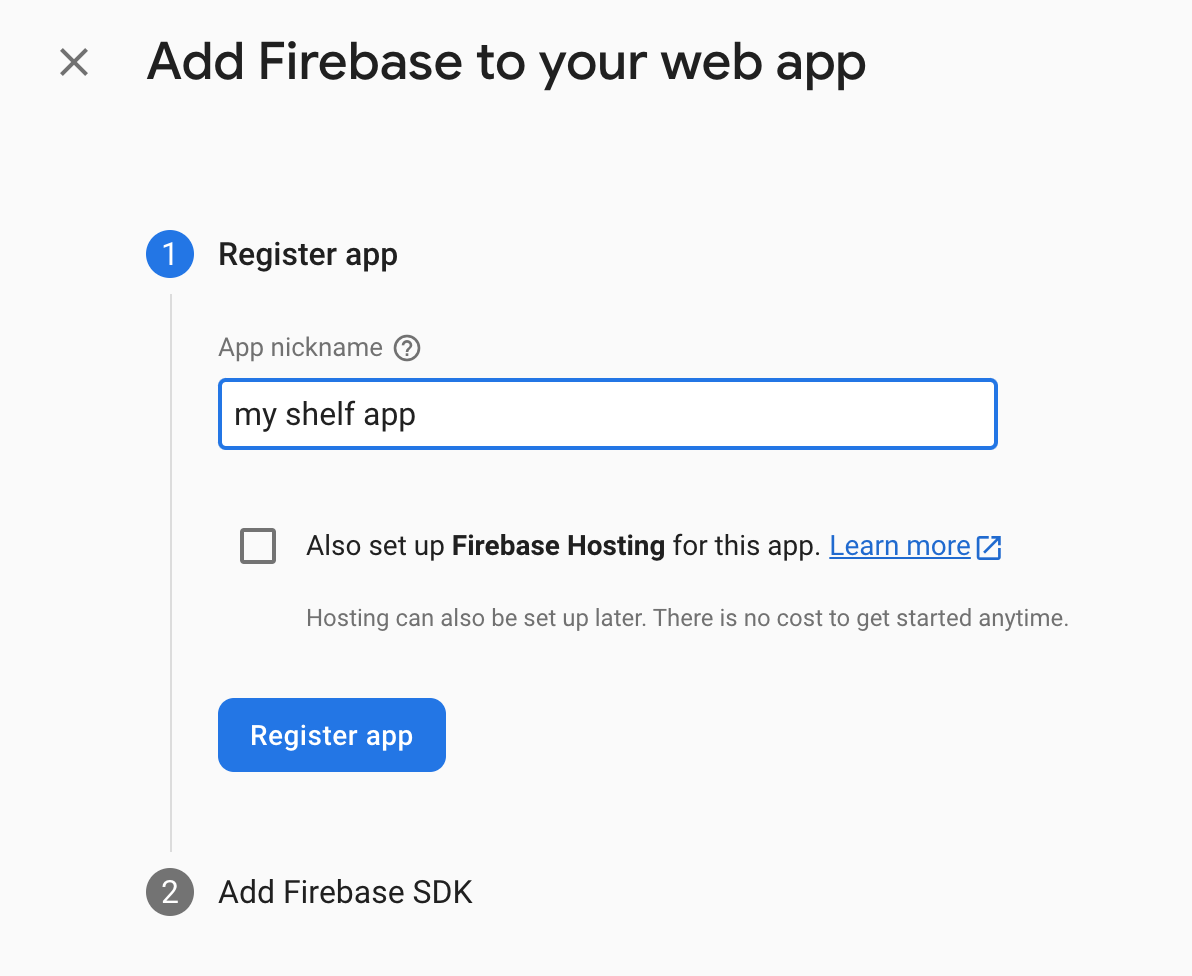 Add Firebase to your web app
1 Register app
App nickname
my shelf app
Also set up Firebase Hosting for this app. Learn more
Hosting can also be set up later. There is no cost to get started anytime.
Register app
2 Add Firebase SDK